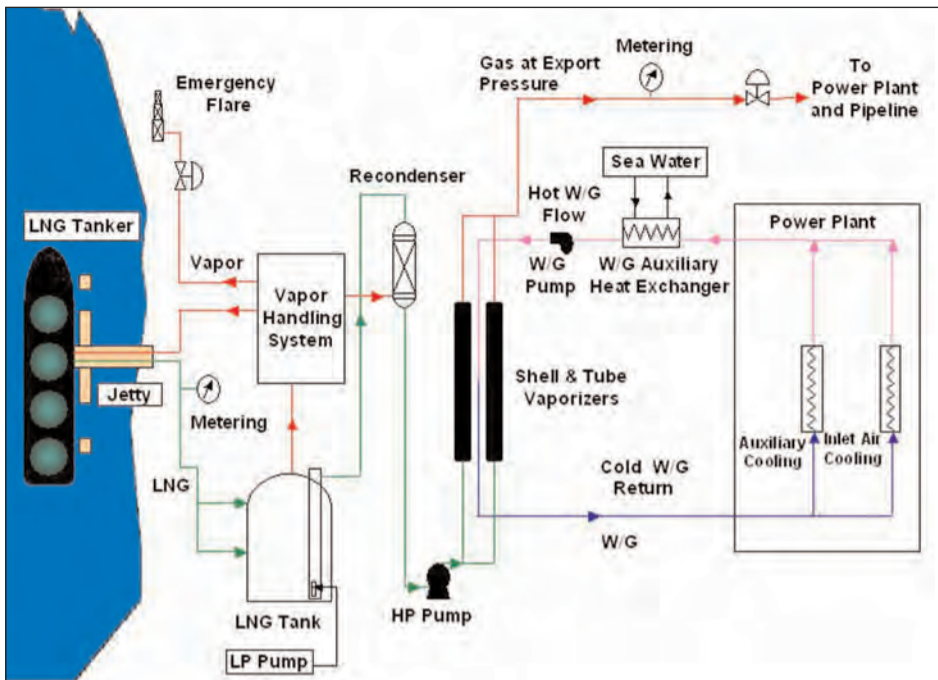 Emergency
Flare
LNG Tanker
Vapor
Vapor
Handling
System
Jetty
Metering
LNG
LNG Tank
LP Pump
Recondenser
HP Pump
Gas at Export
Pressure
Metering
To
Power Plant
and Pipeline
Sea Water
Hot W/G
Flow
W/G
Pump
W/G Auxiliary
Heat Exchanger
Shell & Tube
Vaporizers
Cold W/G
Return
W/G
Power Plant
Auxiliary
Cooling
Inlet Air
Cooling